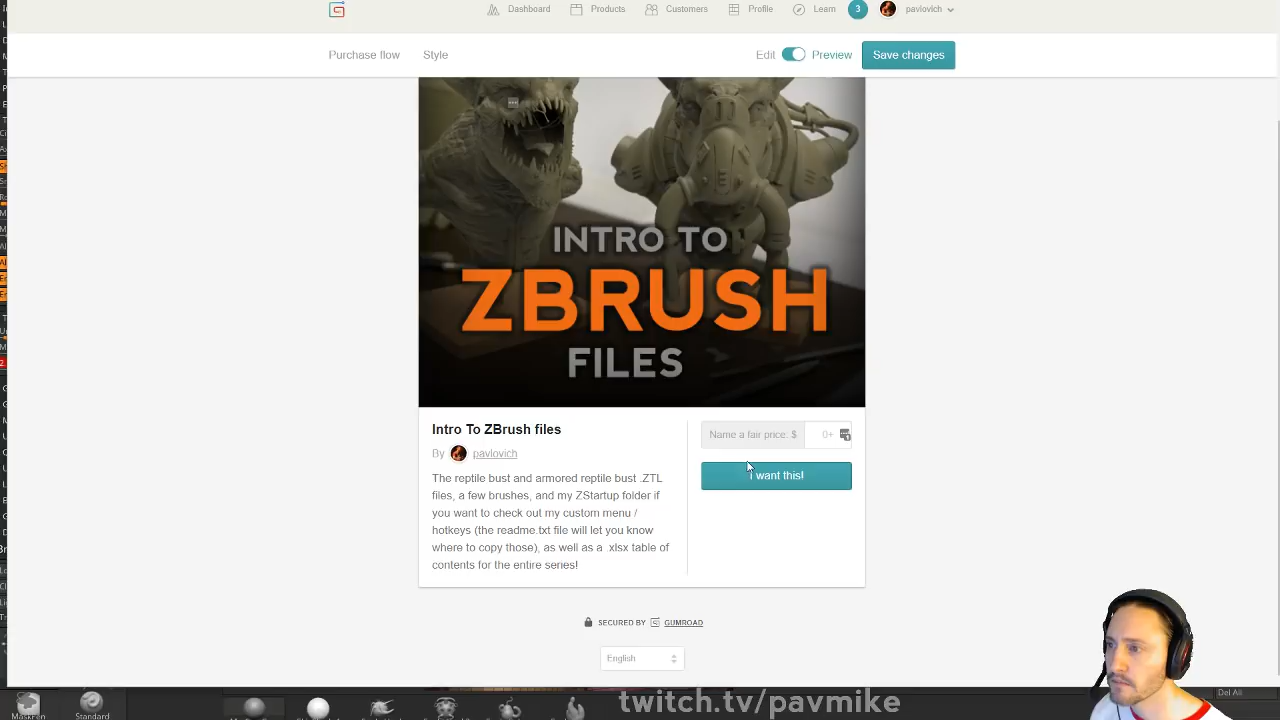 Dashboard Products Customers Profile Learn 3 pavlovich
Purchase flow Style Edit Preview Save changes
INTRO TO
ZBRUSH
FILES
Intro To ZBrush files
By pavlovich
The reptile bust and armored reptile bust .ZTL
files, a few brushes, and my ZStartup folder if
you want to check out my custom menu /
hotkeys (the readme.txt file will let you know
where to copy those), as well as a .xlsx table of
contents for the entire series!
Name a fair price: $ 0+
I want this!
SECURED BY GUMROAD
English
Maskren Standard
twitch.tv/pavmike
Del All